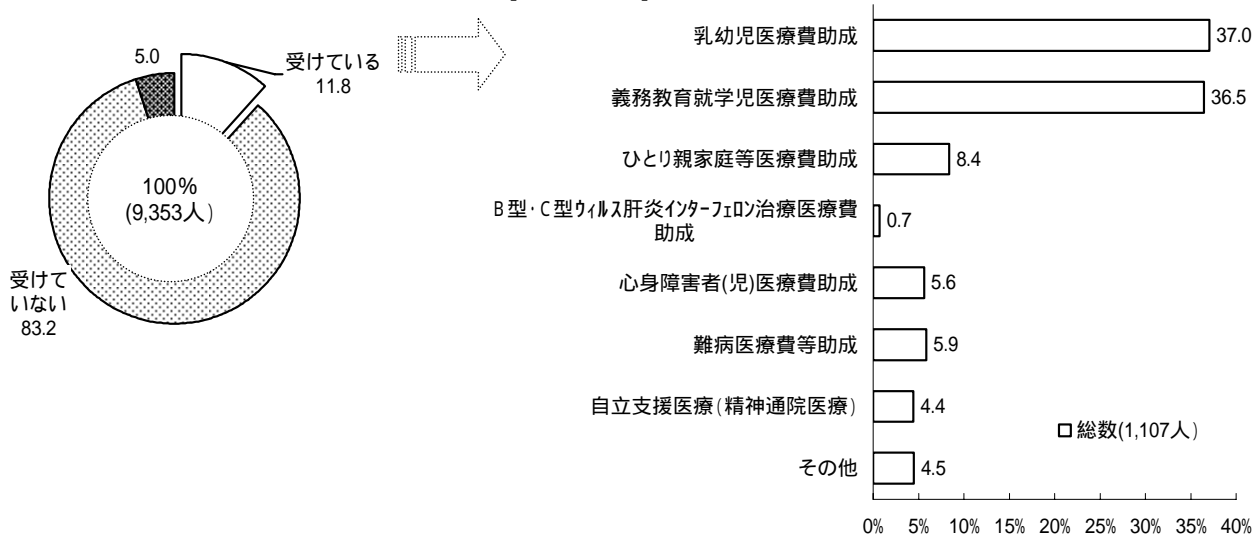 5.0
受けている
11.8
100%
(9,353人)
受けて
いない
83.2
乳幼児医療費助成
37.0
義務教育就学児医療費助成
36.5
ひとり親家庭等医療費助成
8.4
B型・C型ウィルス肝炎インターフェロン治療医療費
助成
0.7
心身障害者(児)医療費助成
5.6
難病医療費等助成
5.9
自立支援医療(精神通院医療)
4.4
その他
4.5
総数(1,107人)
0% 5% 10% 15% 20% 25% 30% 35% 40%